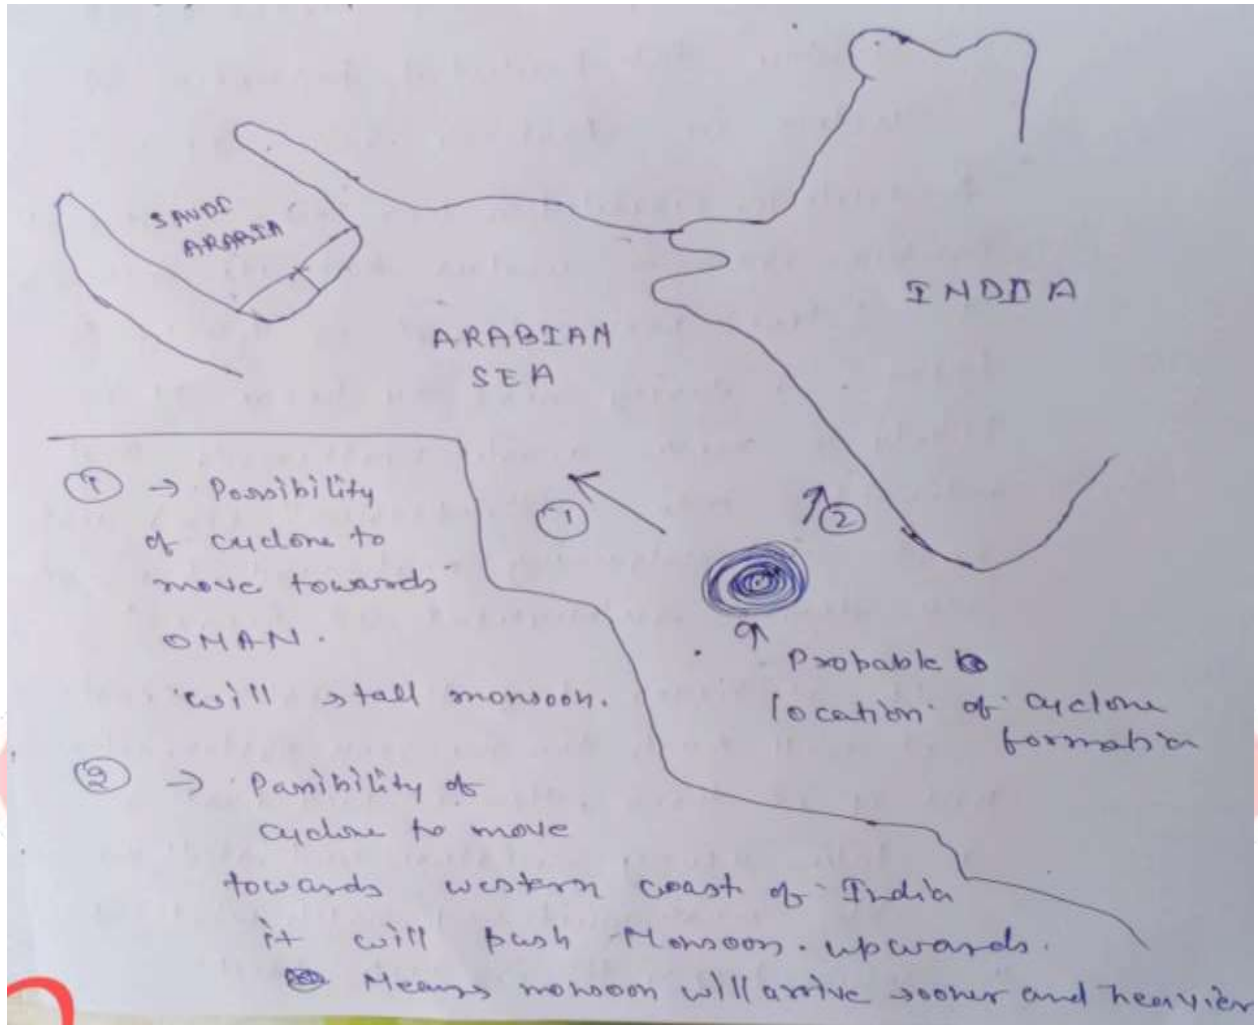 SAUDI
ARABIA
INDIA
ARABIAN
SEA
① → Possibility
of cyclone to
move towards
OMAN.
will stall monsoon.
①
②
Probable
location of cyclone
formation
② → Possibility of
cyclone to move
towards western coast of India
it will push Monsoon. upwards.
Means monsoon will arrive sooner and heavier